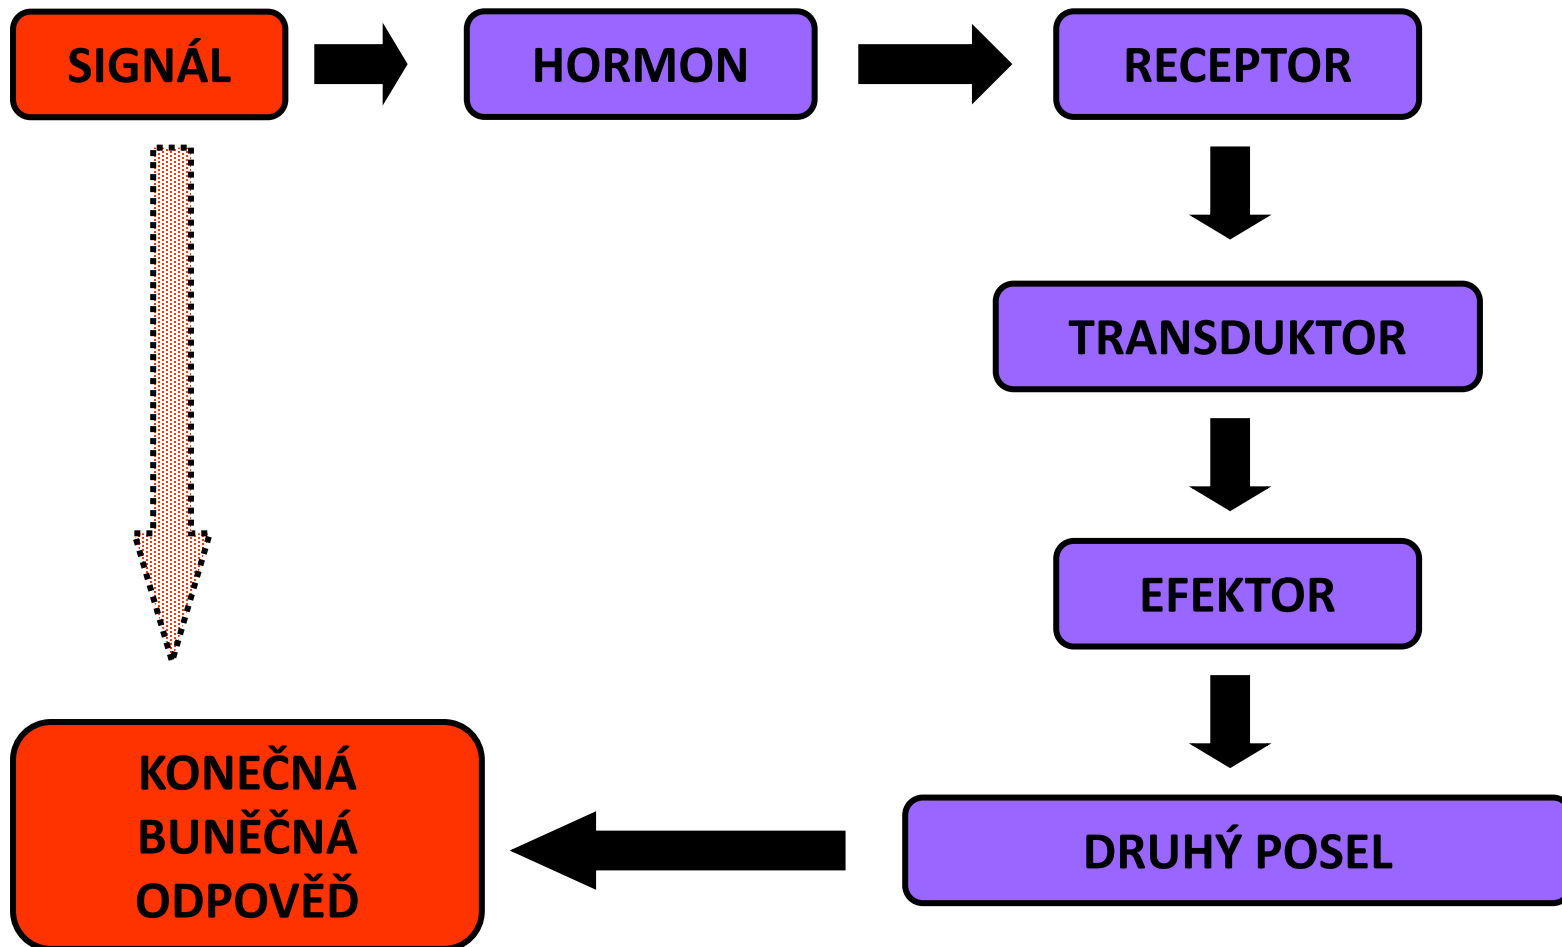 SIGNÁL
HORMON
RECEPTOR
TRANSDUKTOR
EFEKTOR
DRUHÝ POSEL
KONEČNÁ
BUNĚČNÁ
ODPOVĚĎ